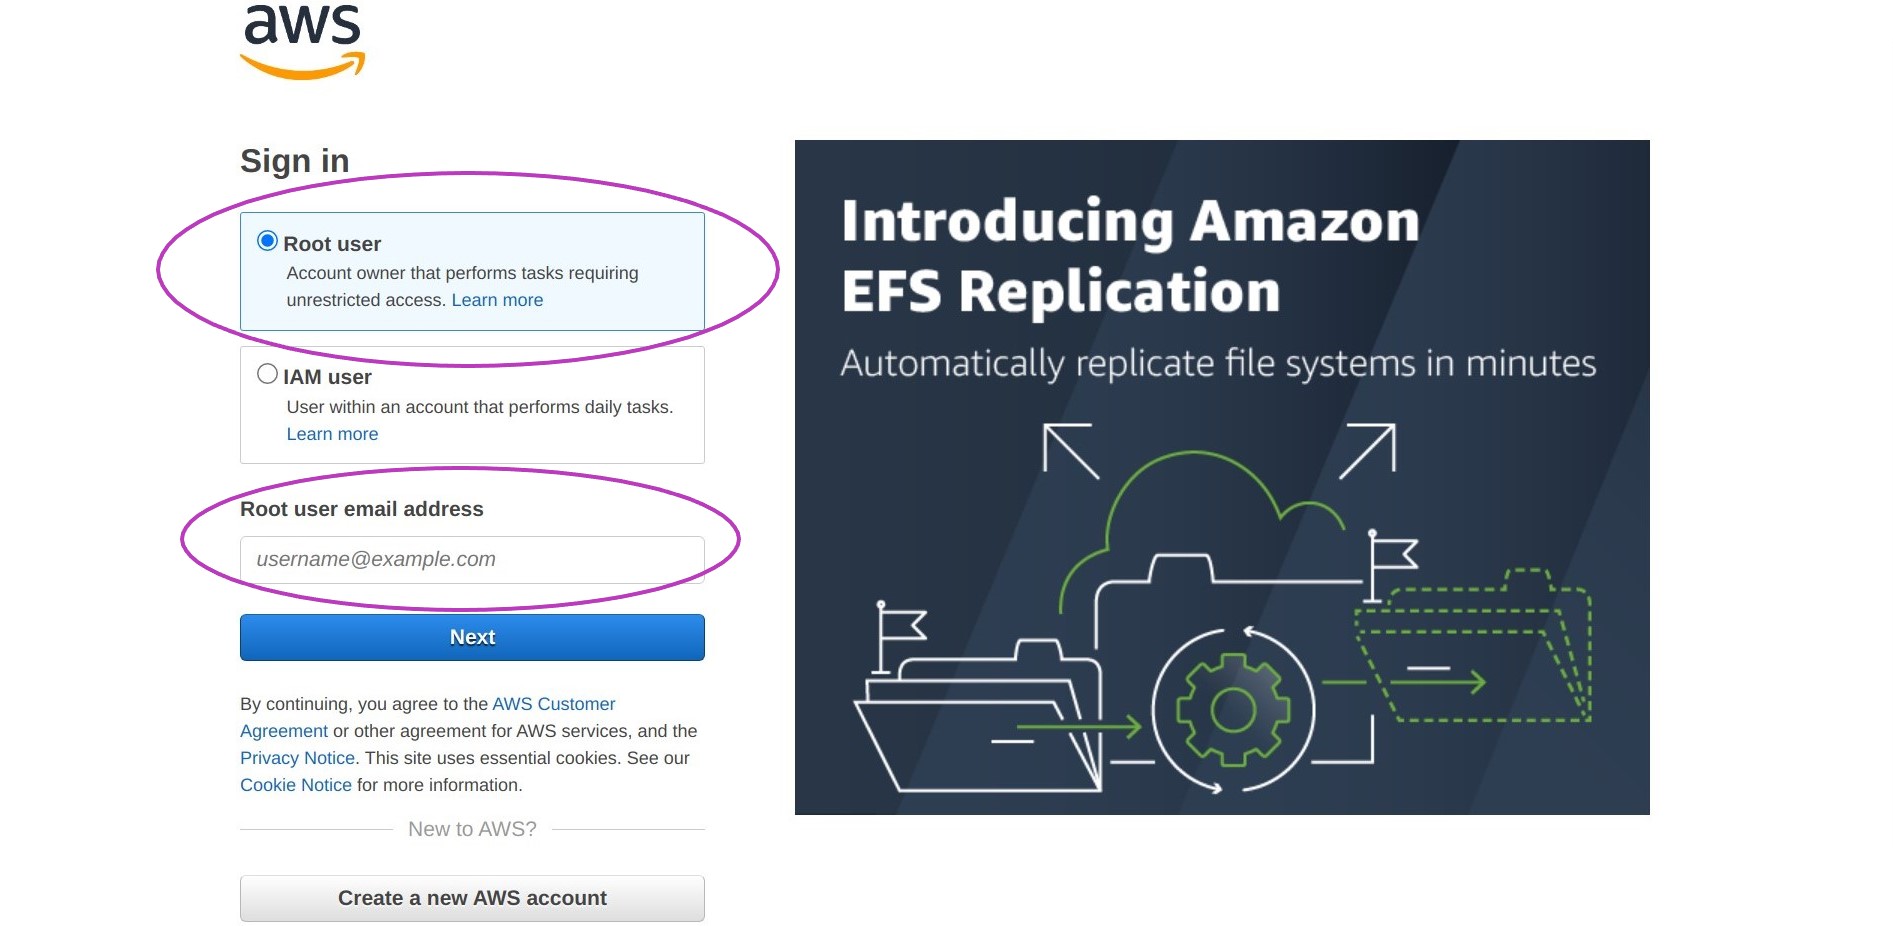 aws
Sign in
Root user
Account owner that performs tasks requiring
unrestricted access. Learn more
IAM user
User within an account that performs daily tasks.
Learn more
Root user email address
username@example.com
Next
By continuing, you agree to the AWS Customer
Agreement or other agreement for AWS services, and the
Privacy Notice. This site uses essential cookies. See our
Cookie Notice for more information.
New to AWS?
Create a new AWS account
Introducing Amazon
EFS Replication
Automatically replicate file systems in minutes